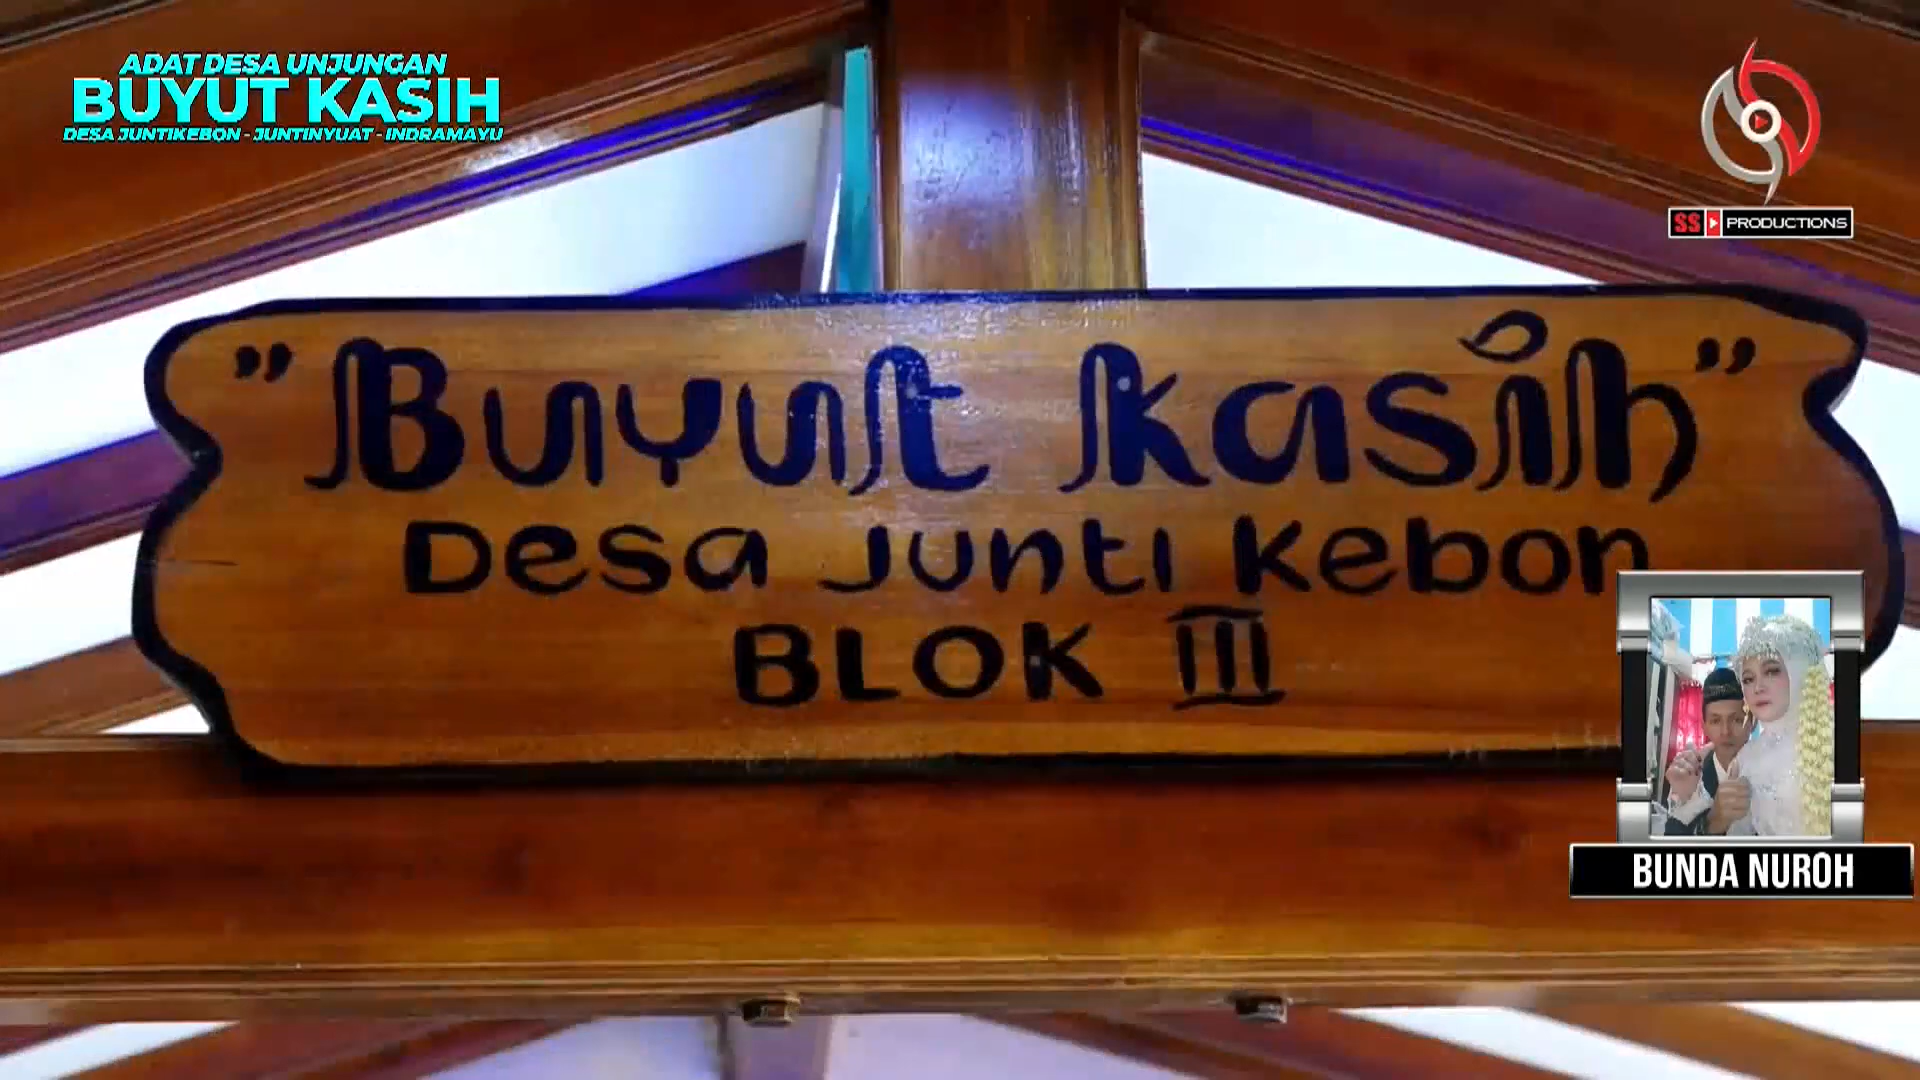 ADAT DESA UNJUNGAN
BUYUT KASIH
DESA JUNTIKEBON - JUNTINYUAT - INDRAMAYU
SS PRODUCTIONS
"Buyut Kasih"
Desa Junti Kebon
BLOK III
BUNDA NUROH